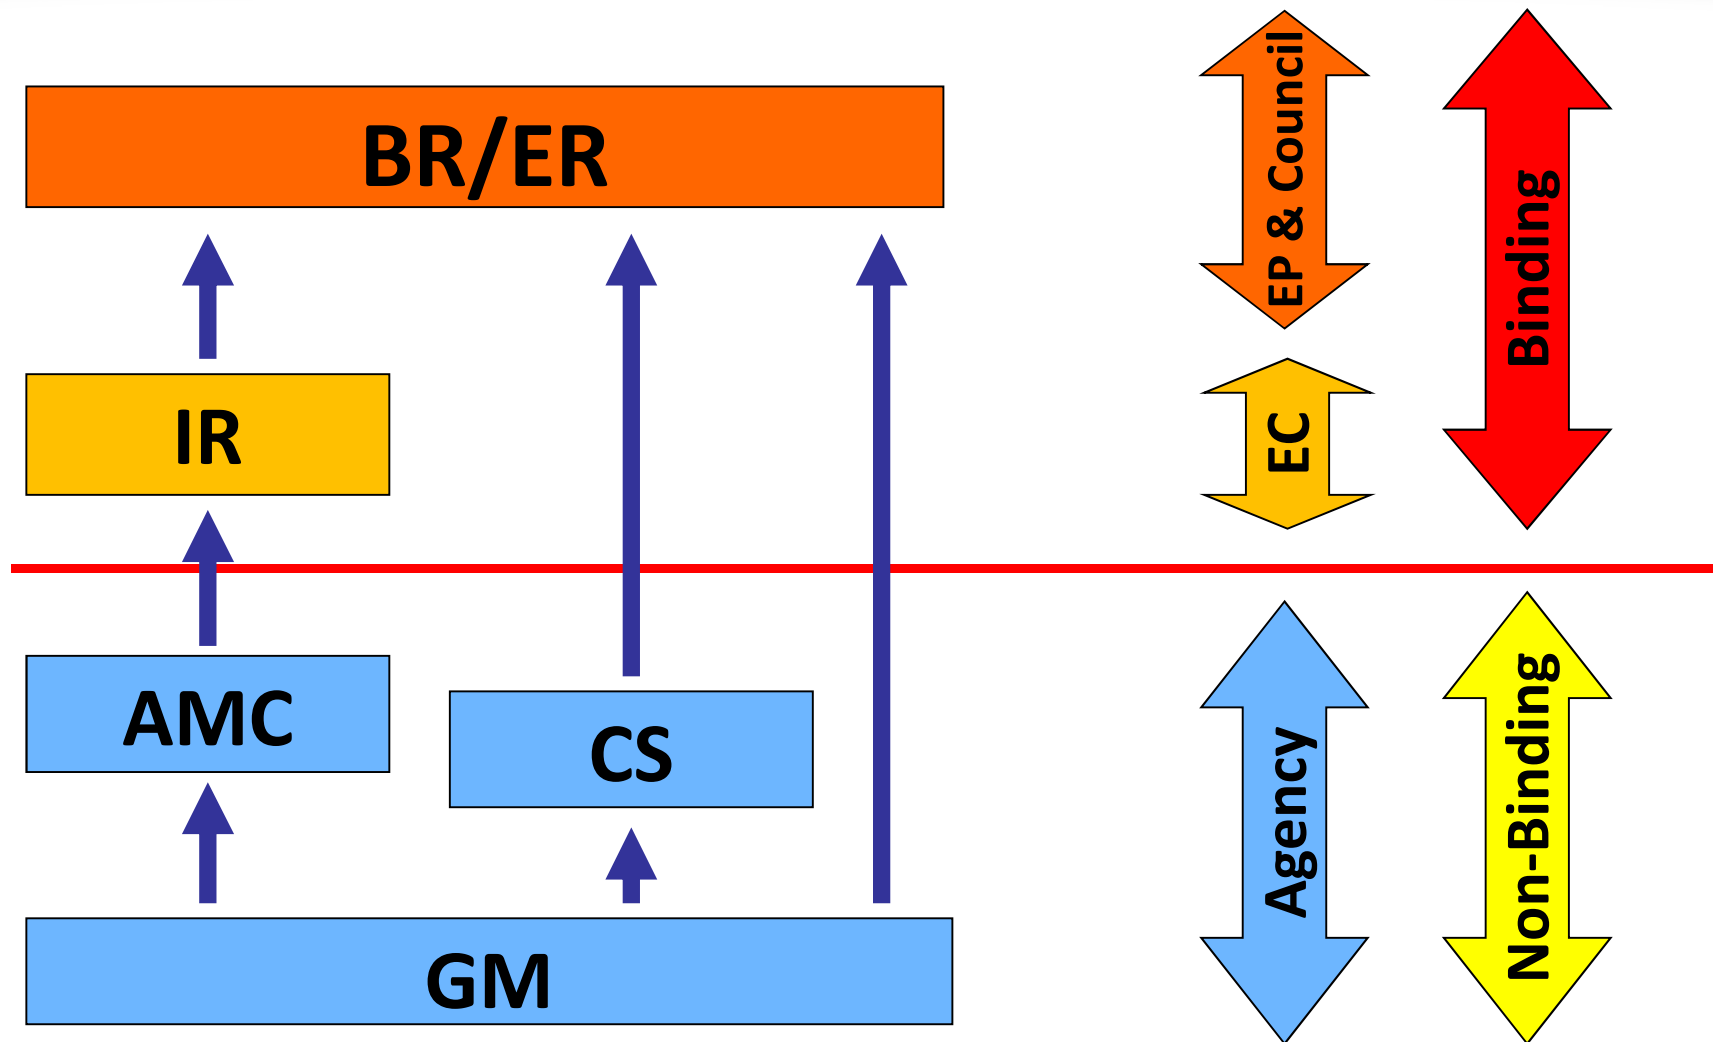 BR/ER
IR
AMC
CS
GM
EP & Council
EC
Agency
Binding
Non-Binding